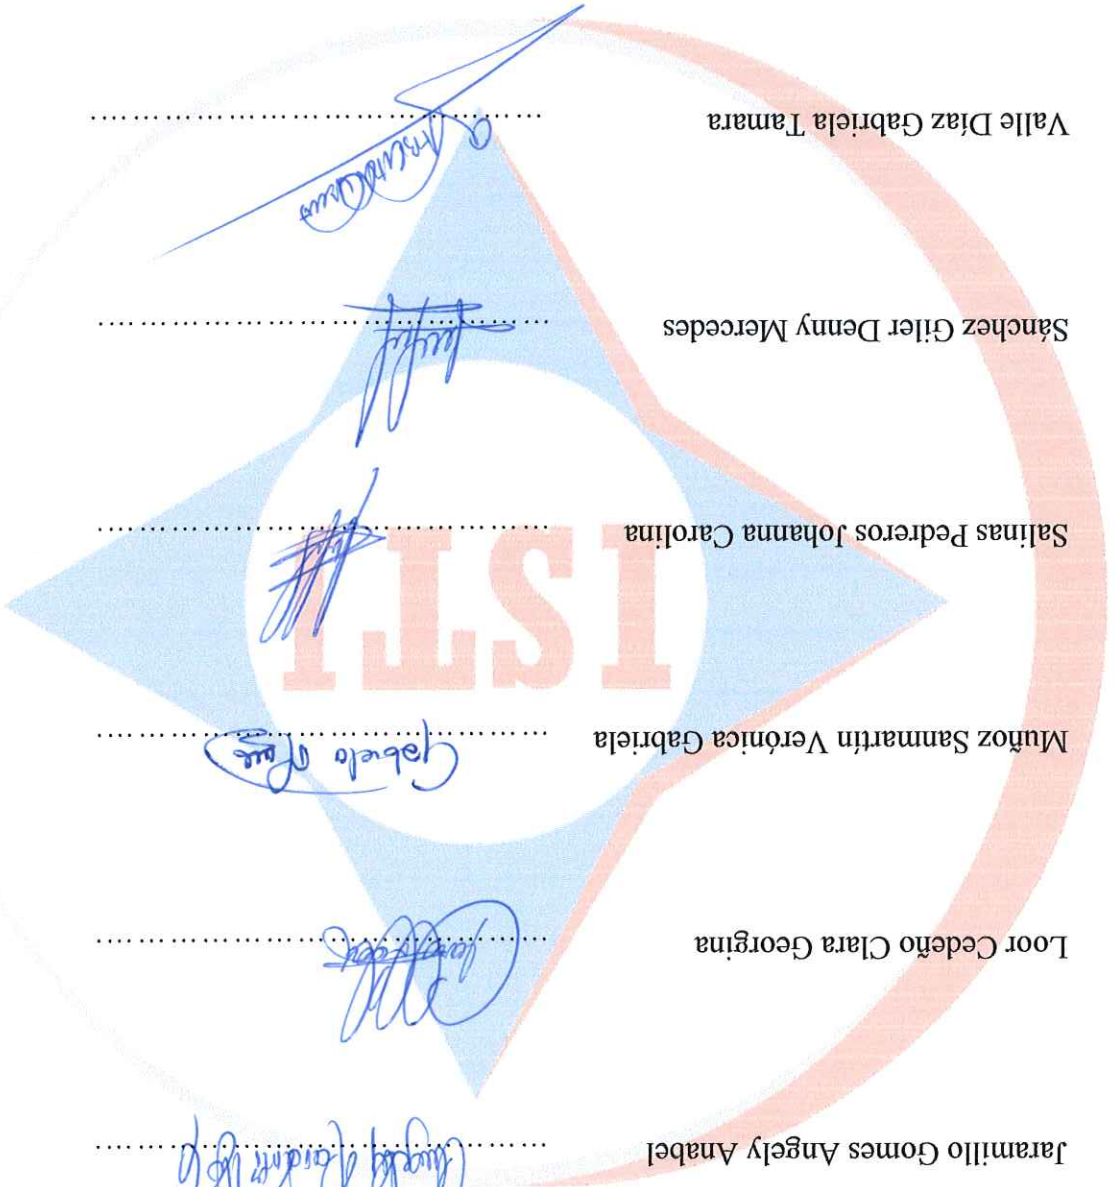 Jaramillo Gomes Angely Anabel ........................
Loor Cedeño Clara Georgina ........................
Muñoz Sanmartín Verónica Gabriela ........................
Gabriela
ISTI
Salinas Pedreros Johanna Carolina ........................
Sánchez Giler Denny Mercedes ........................
Valle Díaz Gabriela Tamara ........................